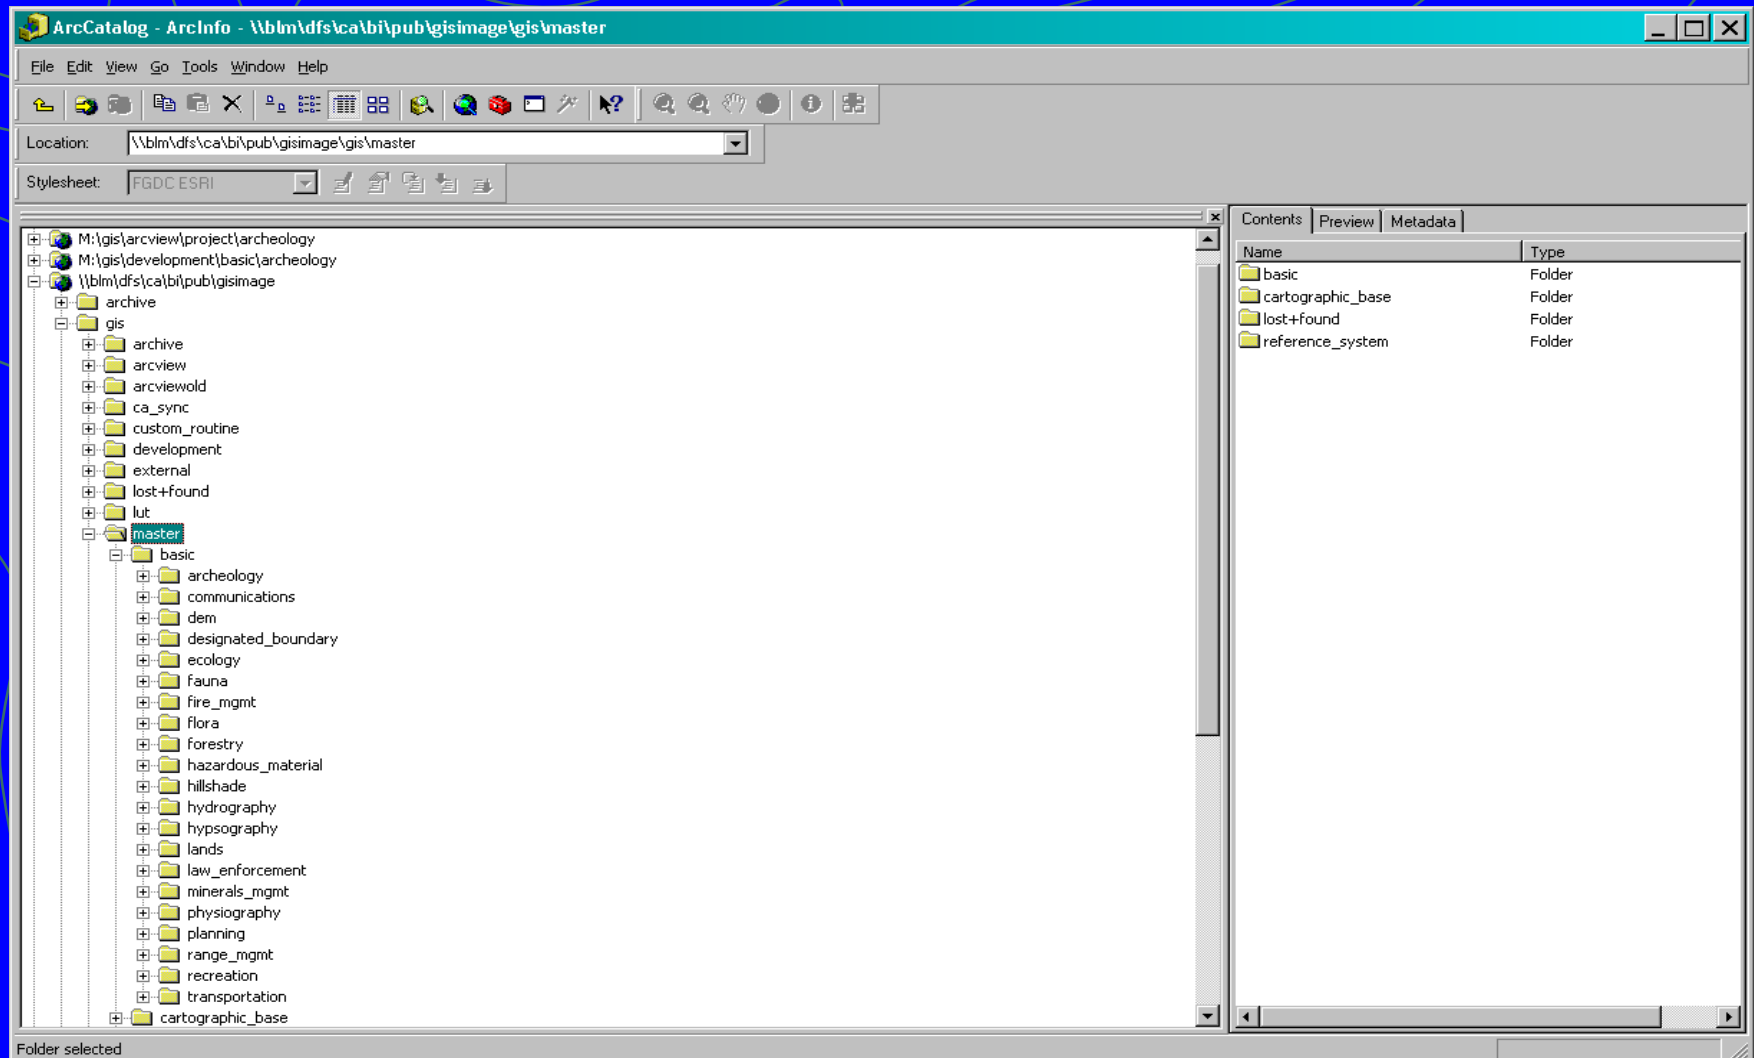 ArcCatalog - ArcInfo - \\blm\dfs\ca\bi\pub\gisimage\gis\master
File Edit View Go Tools Window Help
Location: \\blm\dfs\ca\bi\pub\gisimage\gis\master
Stylesheet: FGDC ESRI
M:\gis\arcview\project\archeology
M:\gis\development\basic\archeology
\\blm\dfs\ca\bi\pub\gisimage
archive
gis
archive
arcview
arcviewold
ca_sync
custom_routine
development
external
lost+found
lut
master
basic
archeology
communications
dem
designated_boundary
ecology
fauna
fire_mgmt
flora
forestry
hazardous_material
hillshade
hydrography
hypsography
lands
law_enforcement
minerals_mgmt
physiography
planning
range_mgmt
recreation
transportation
cartographic_base
Contents Preview Metadata
Name Type
basic Folder
cartographic_base Folder
lost+found Folder
reference_system Folder
Folder selected